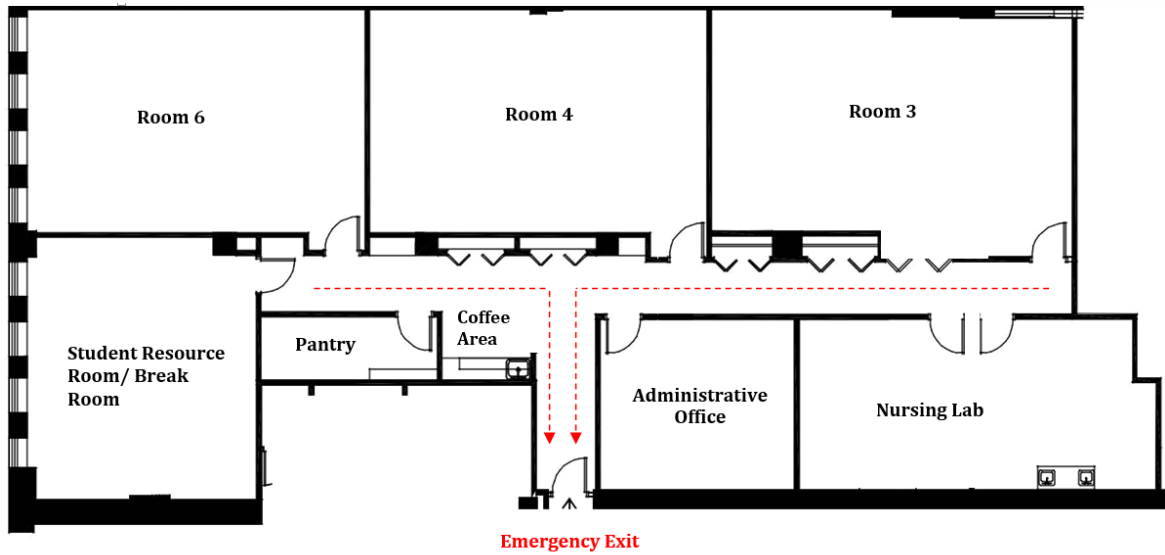 Room 6
Room 4
Room 3
Coffee
Area
Pantry
Student Resource
Room/ Break
Room
Administrative
Office
Nursing Lab
Emergency Exit